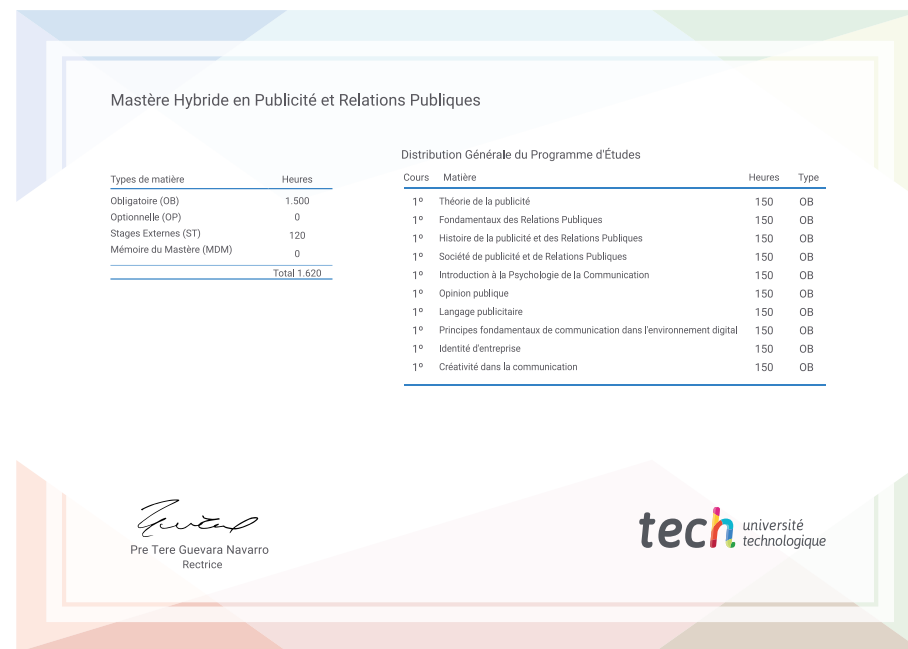 Mastère Hybride en Publicité et Relations Publiques
Types de matière Heures
Obligatoire (OB) 1.500
Optionnelle (OP) 0
Stages Externes (ST) 120
Mémoire du Mastère (MDM) 0
Total 1.620
Distribution Générale du Programme d'Études
Cours Matière Heures Type
1º Théorie de la publicité 150 OB
1º Fondamentaux des Relations Publiques 150 OB
1º Histoire de la publicité et des Relations Publiques 150 OB
1º Société de publicité et de Relations Publiques 150 OB
1º Introduction à la Psychologie de la Communication 150 OB
1º Opinion publique 150 OB
1º Langage publicitaire 150 OB
1º Principes fondamentaux de communication dans l'environnement digital 150 OB
1º Identité d'entreprise 150 OB
1º Créativité dans la communication 150 OB
Pre Tere Guevara Navarro
Rectrice
tech université
technologique